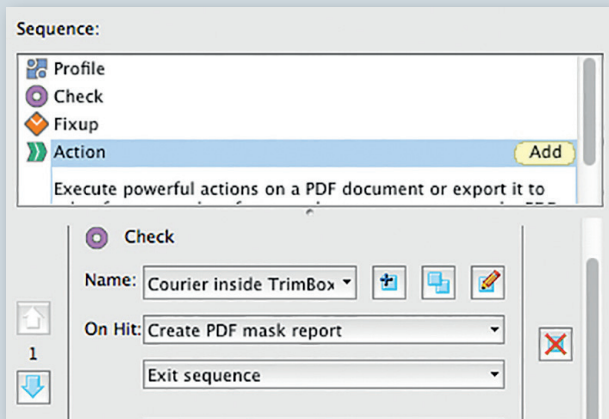 Sequence:
Profile
Check
Fixup
Action Add
Execute powerful actions on a PDF document or export it to
Check
Name: Courier inside TrimBox
On Hit: Create PDF mask report
1
Exit sequence